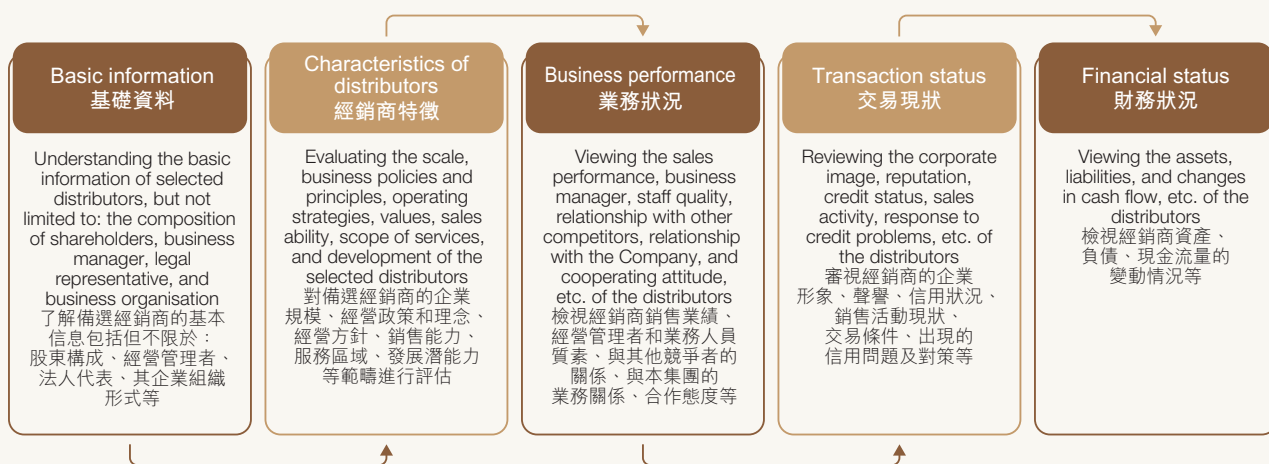 Basic information
基礎資料
Understanding the basic
information of selected
distributors, but not
limited to: the composition
of shareholders, business
manager, legal
representative, and
business organisation
了解備選經銷商的基本
信息包括但不限於：
股東構成、經營管理者、
法人代表、其企業組織
形式等
Characteristics of
distributors
經銷商特徵
Evaluating the scale,
business policies and
principles, operating
strategies, values, sales
ability, scope of services,
and development of the
selected distributors
對備選經銷商的企業
規模、經營政策和理念、
經營方針、銷售能力、
服務區域、發展潛能力
等範疇進行評估
Business performance
業務狀況
Viewing the sales
performance, business
manager, staff quality,
relationship with other
competitors, relationship
with the Company, and
cooperating attitude,
etc. of the distributors
檢視經銷商銷售業績、
經營管理者和業務人員
質素、與其他競爭者的
關係、與本集團的
業務關係、合作態度等
Transaction status
交易現狀
Reviewing the corporate
image, reputation,
credit status, sales
activity, response to
credit problems, etc. of
the distributors
審視經銷商的企業
形象、聲譽、信用狀況、
銷售活動現狀、
交易條件、出現的
信用問題及對策等
Financial status
財務狀況
Viewing the assets,
liabilities, and changes
in cash flow, etc. of the
distributors
檢視經銷商資產、
負債、現金流量的
變動情況等